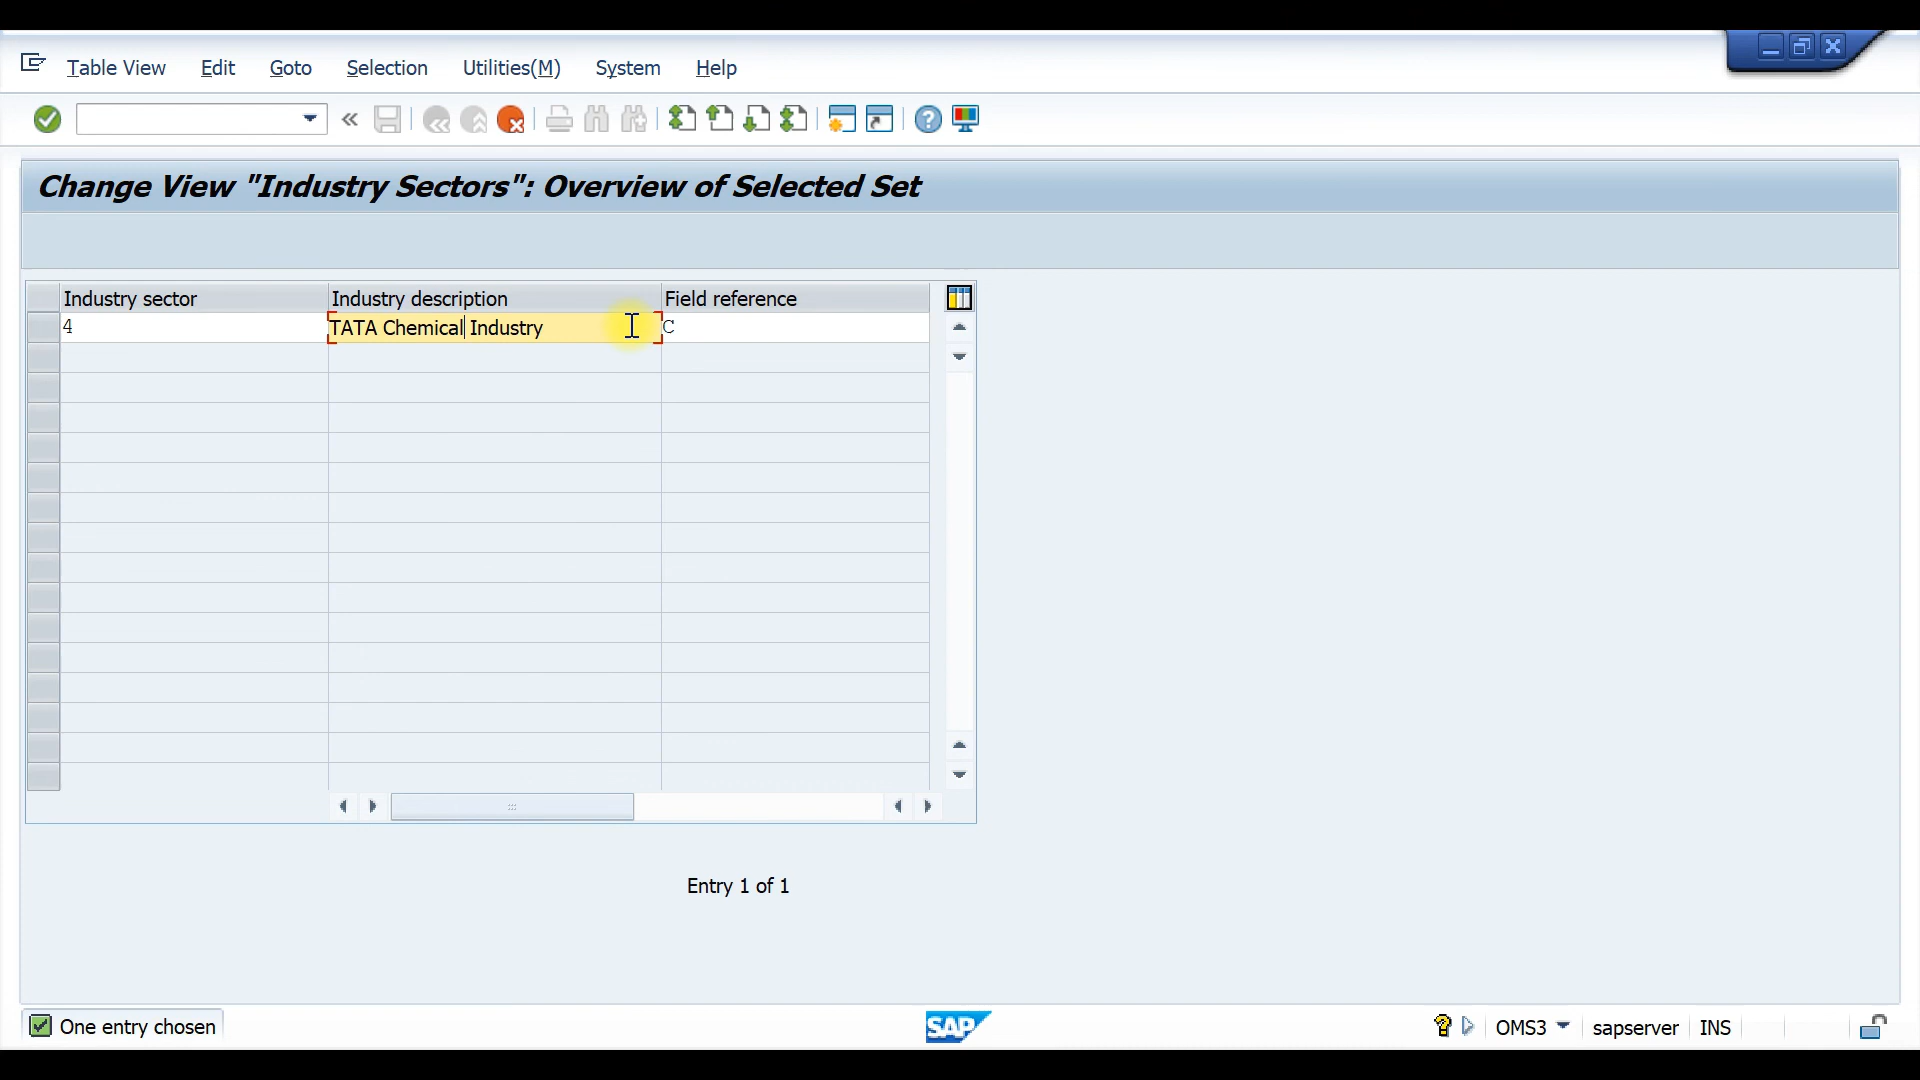 Table View Edit Goto Selection Utilities(M) System Help
Change View "Industry Sectors": Overview of Selected Set
Industry sector Industry description Field reference
4 TATA Chemical Industry C
Entry 1 of 1
One entry chosen SAP OMS3 sapserver INS